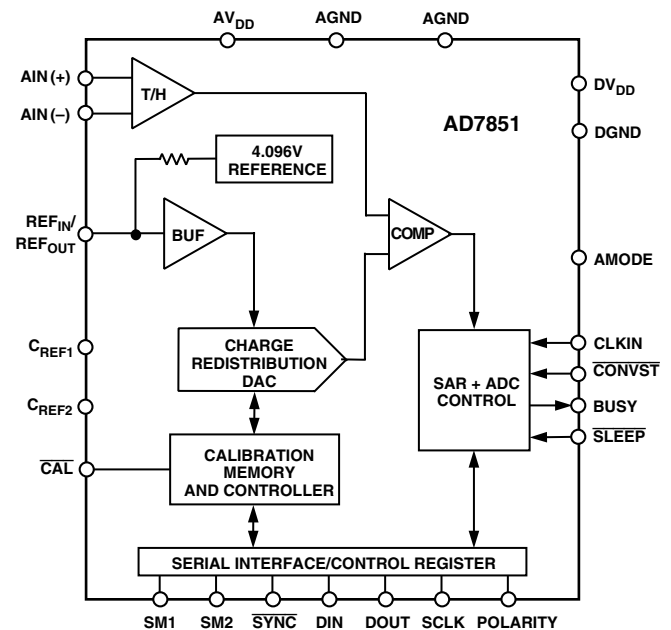 AVDD AGND AGND
AIN (+)
T/H
AIN (–)
AD7851
DVDD
DGND
4.096V
REFERENCE
REFIN/
REFOUT
BUF
COMP
AMODE
CREF1
CHARGE
REDISTRIBUTION
DAC
SAR + ADC
CONTROL
CLKIN
CONVST
BUSY
SLEEP
CREF2
CAL
CALIBRATION
MEMORY
AND CONTROLLER
SERIAL INTERFACE/CONTROL REGISTER
SM1 SM2 SYNC DIN DOUT SCLK POLARITY